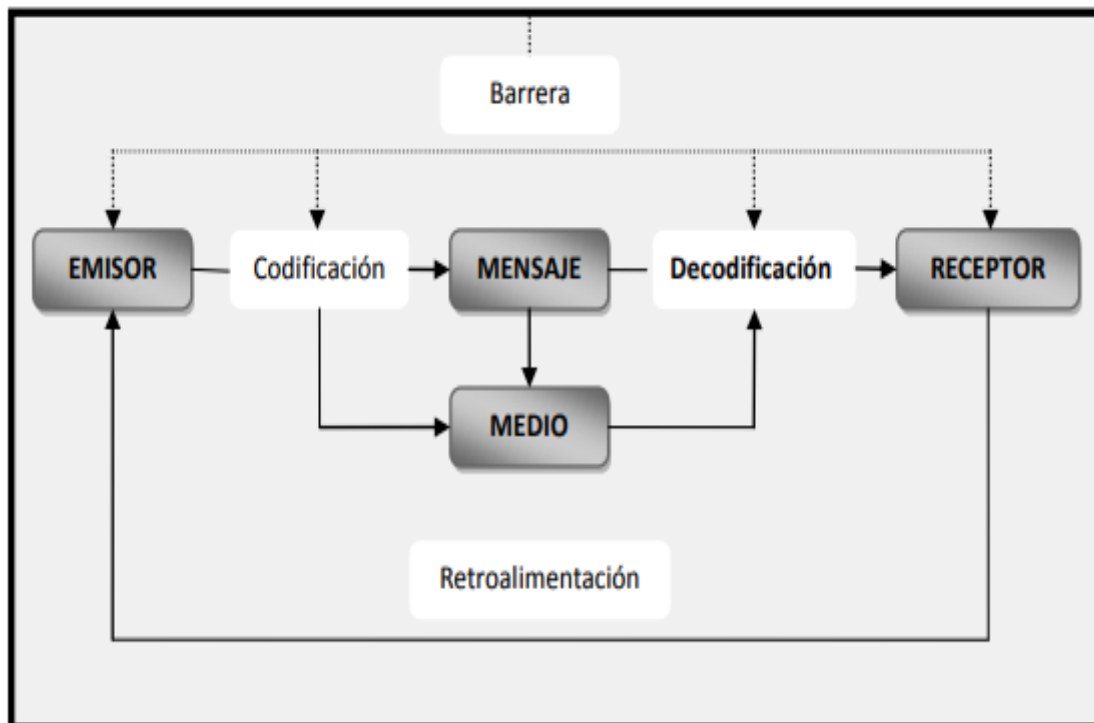 Barrera
EMISOR
Codificación
MENSAJE
Decodificación
RECEPTOR
MEDIO
Retroalimentación